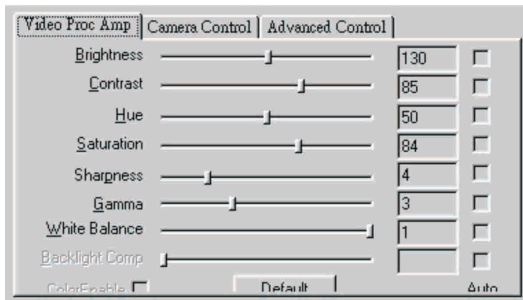 Video Proc Amp Camera Control Advanced Control
Brightness 130
Contrast 85
Hue 50
Saturation 84
Sharpness 4
Gamma 3
White Balance 1
Backlight Comp
ColorEnable Default Auto